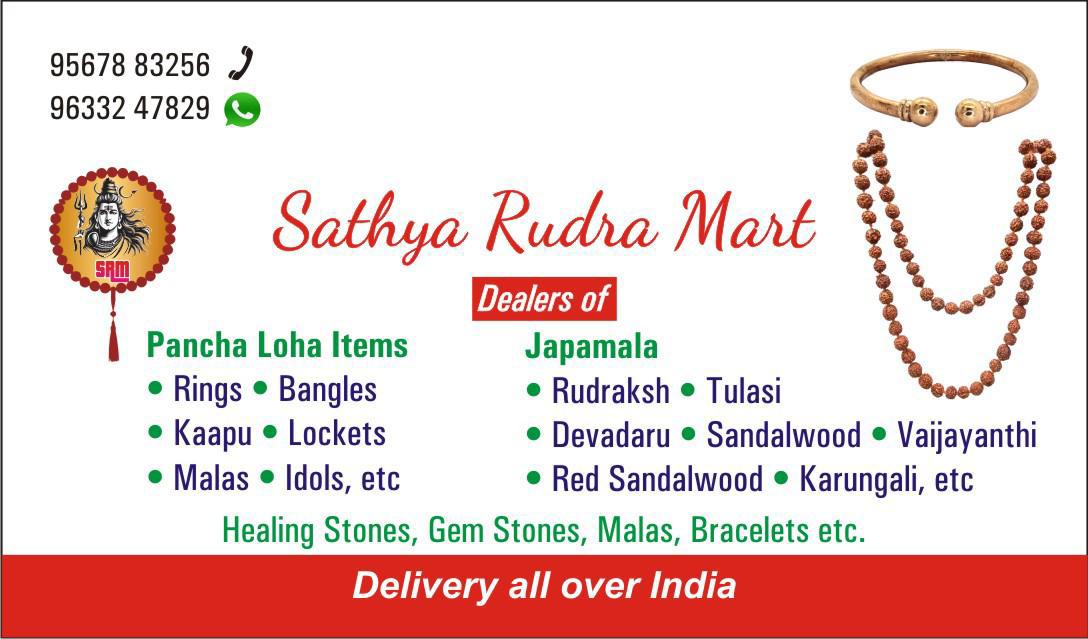 95678 83256
96332 47829
SRM
Sathya Rudra Mart
Dealers of
Pancha Loha Items
• Rings • Bangles
• Kaapu • Lockets
• Malas • Idols, etc
Japamala
• Rudraksh • Tulasi
• Devadaru • Sandalwood • Vaijayanthi
• Red Sandalwood • Karungali, etc
Healing Stones, Gem Stones, Malas, Bracelets etc.
Delivery all over India